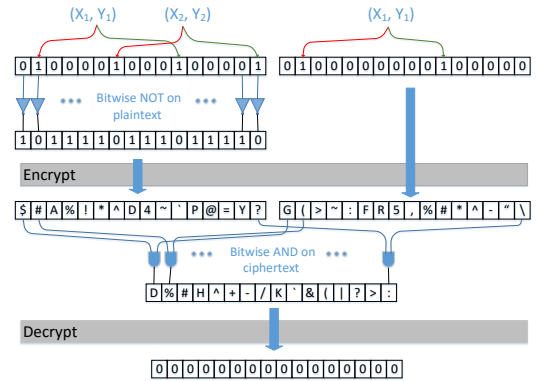 (X₁, Y₁) (X₂, Y₂) (X₁, Y₁)
0 1 0 0 0 0 1 0 0 0 1 0 0 0 0 1 0 1 0 0 0 0 0 0 0 0 1 0 0 0 0 0
••• Bitwise NOT on •••
plaintext
1 0 1 1 1 1 0 1 1 1 0 1 1 1 1 0
Encrypt
$ # A % ! * ^ D 4 ~ ` P @ = Y ? G ( > ~ : F R 5 , % # * ^ - “ \
••• Bitwise AND on •••
ciphertext
D % # H ^ + - / K ` & ( | ? > :
Decrypt
0 0 0 0 0 0 0 0 0 0 0 0 0 0 0 0